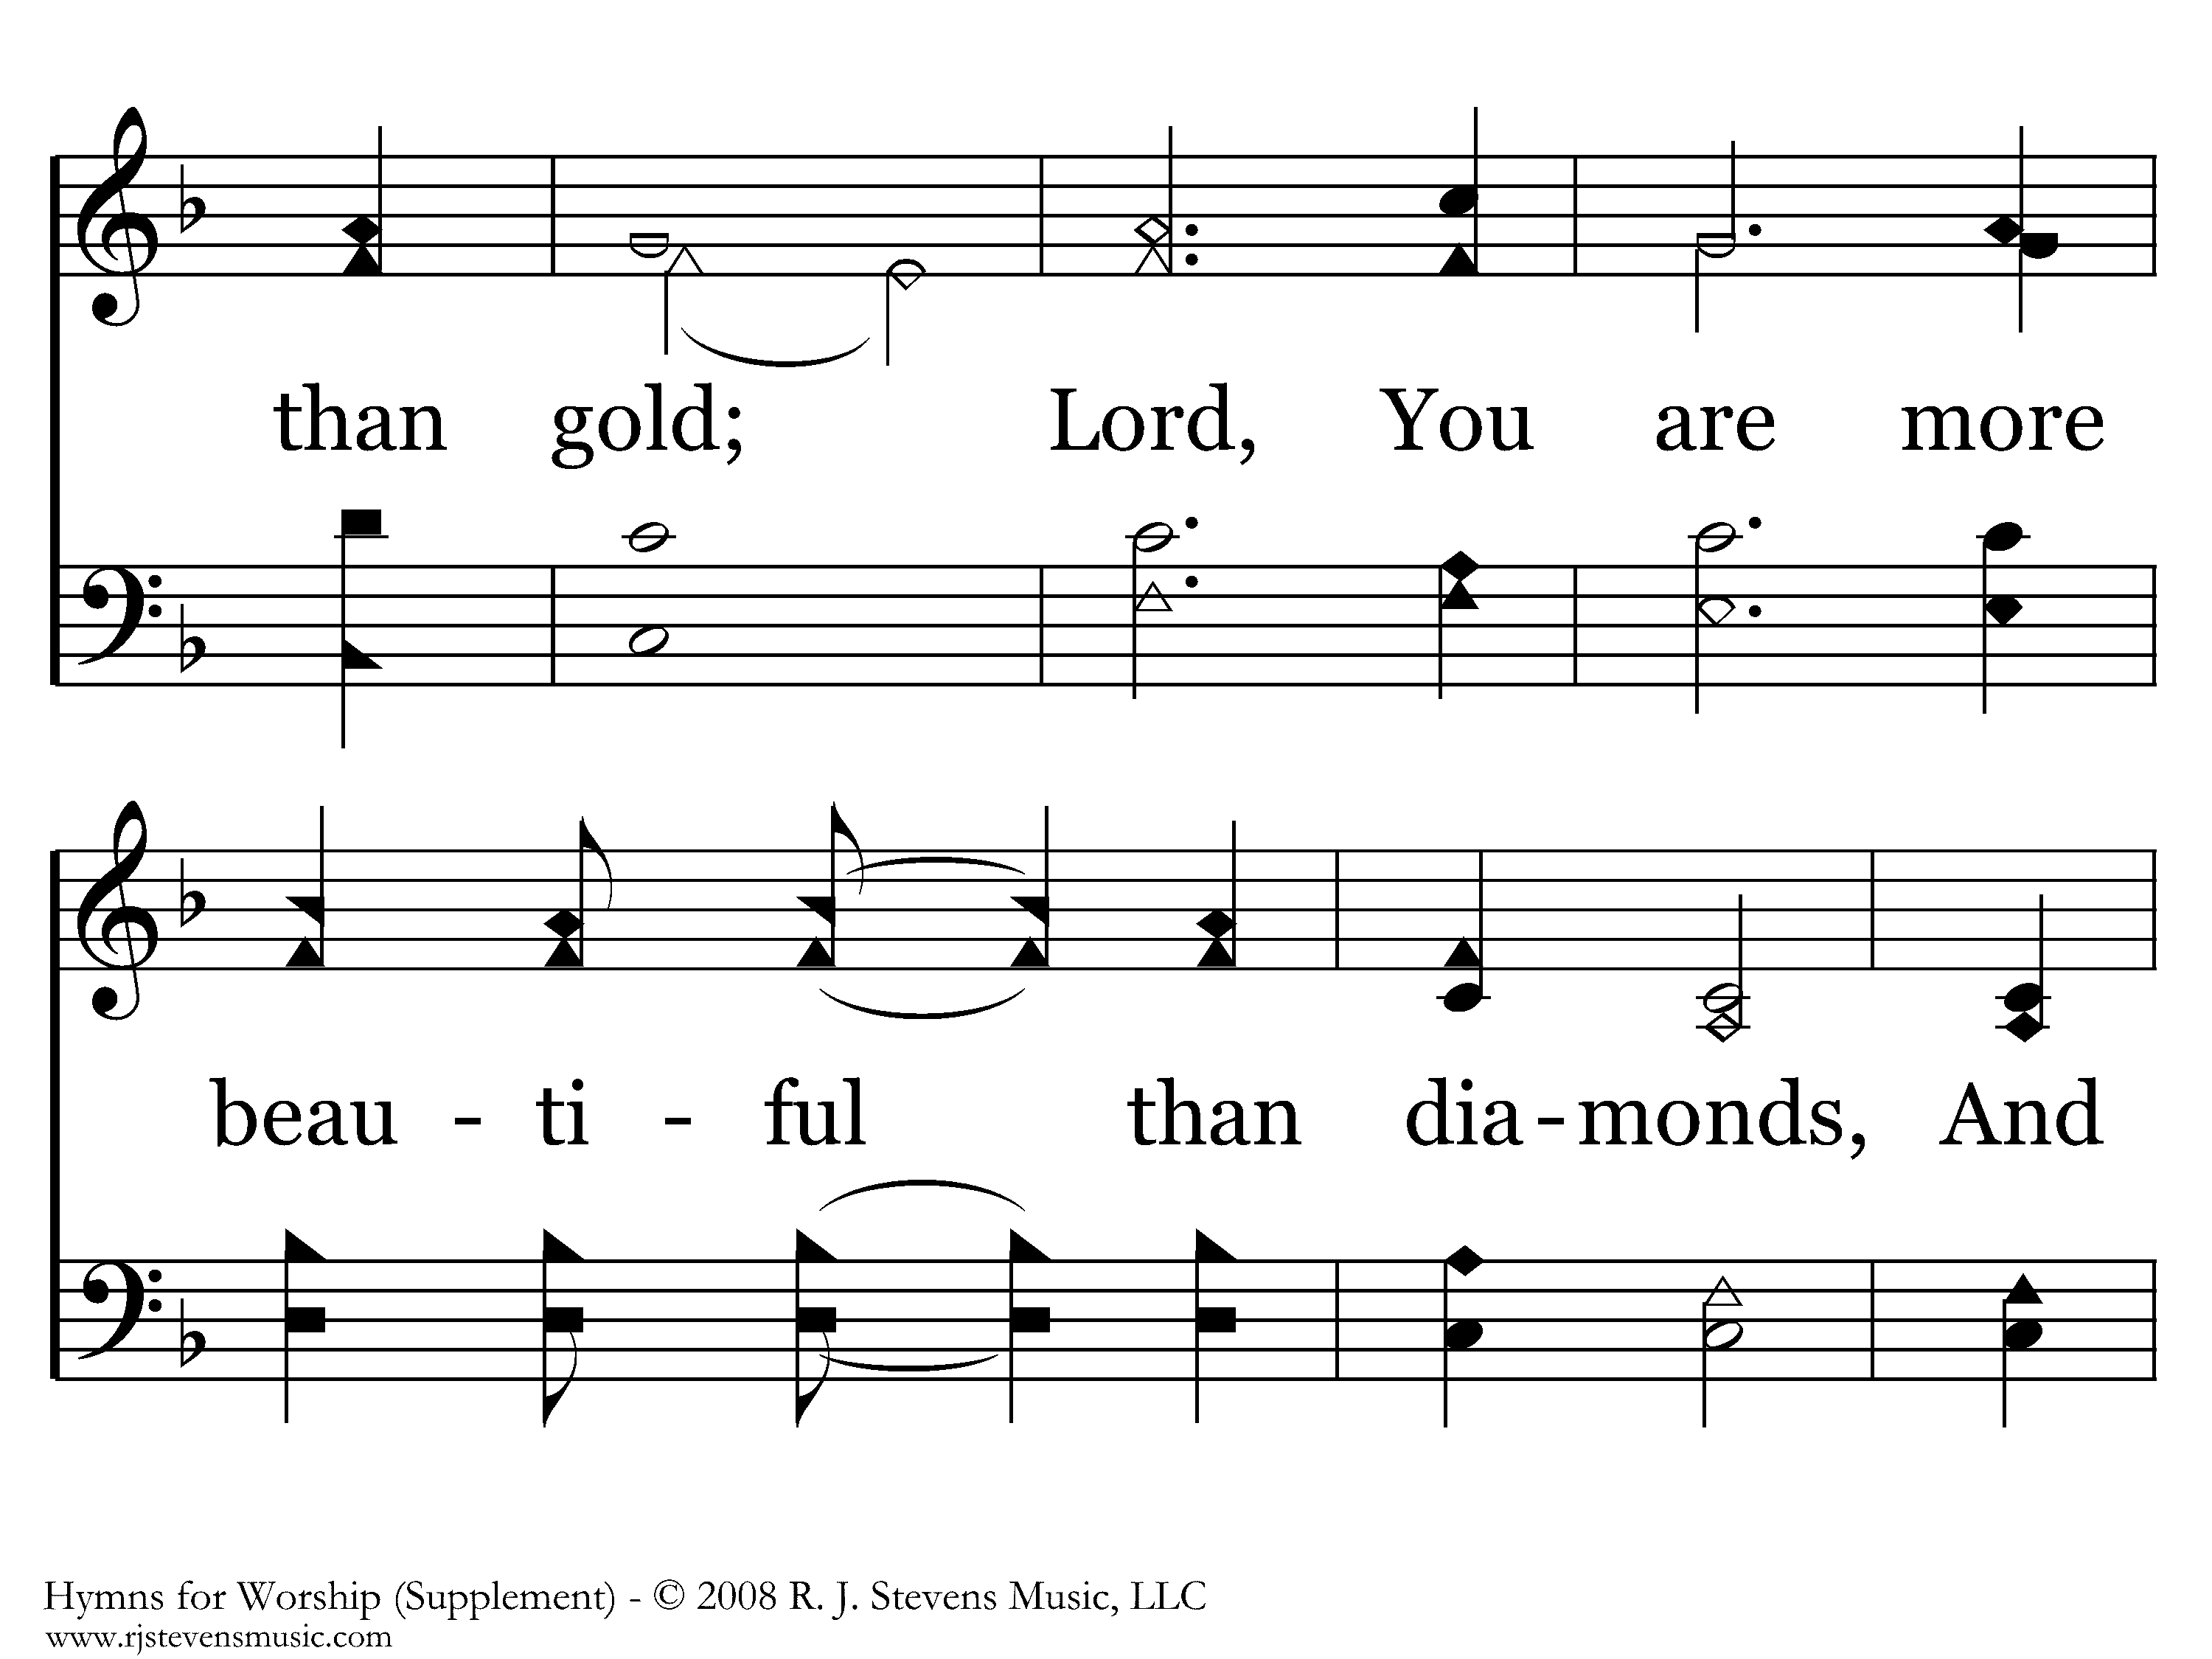 than gold; Lord, You are more
beau - ti - ful than dia - monds, And
Hymns for Worship (Supplement) - © 2008 R. J. Stevens Music, LLC
www.rjstevensmusic.com